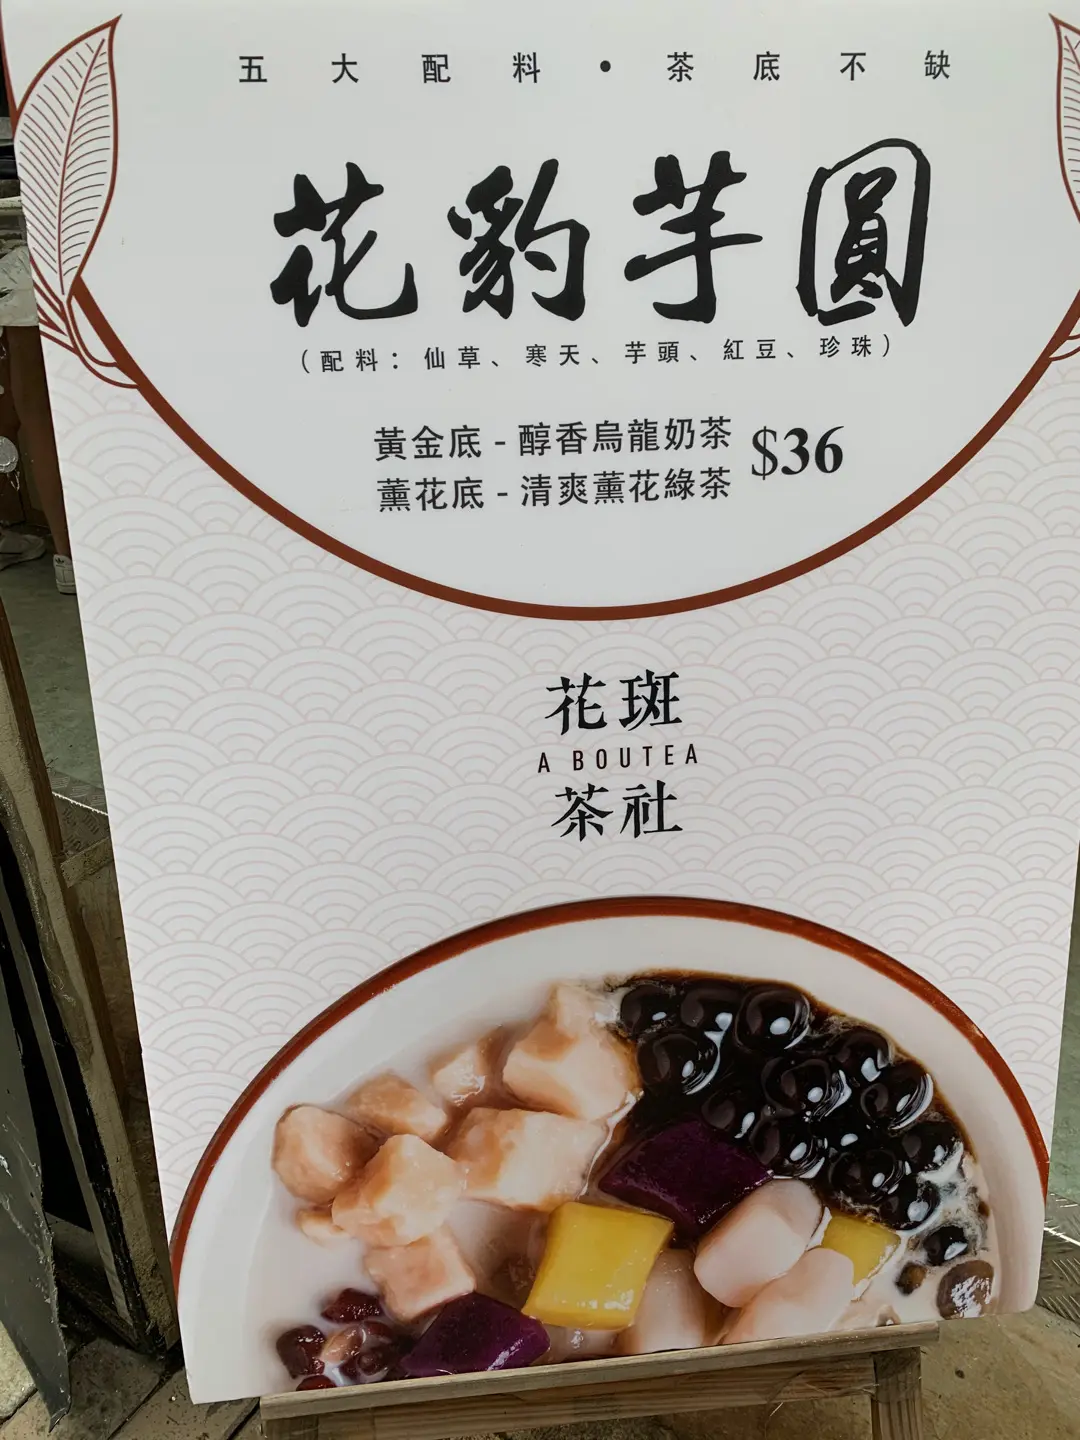 五大配料•茶底不缺
花豹芋圓
（配料：仙草、寒天、芋頭、紅豆、珍珠）
黃金底 - 醇香烏龍奶茶 $36
薰花底 - 清爽薰花綠茶
花斑
A BOUTEA
茶社